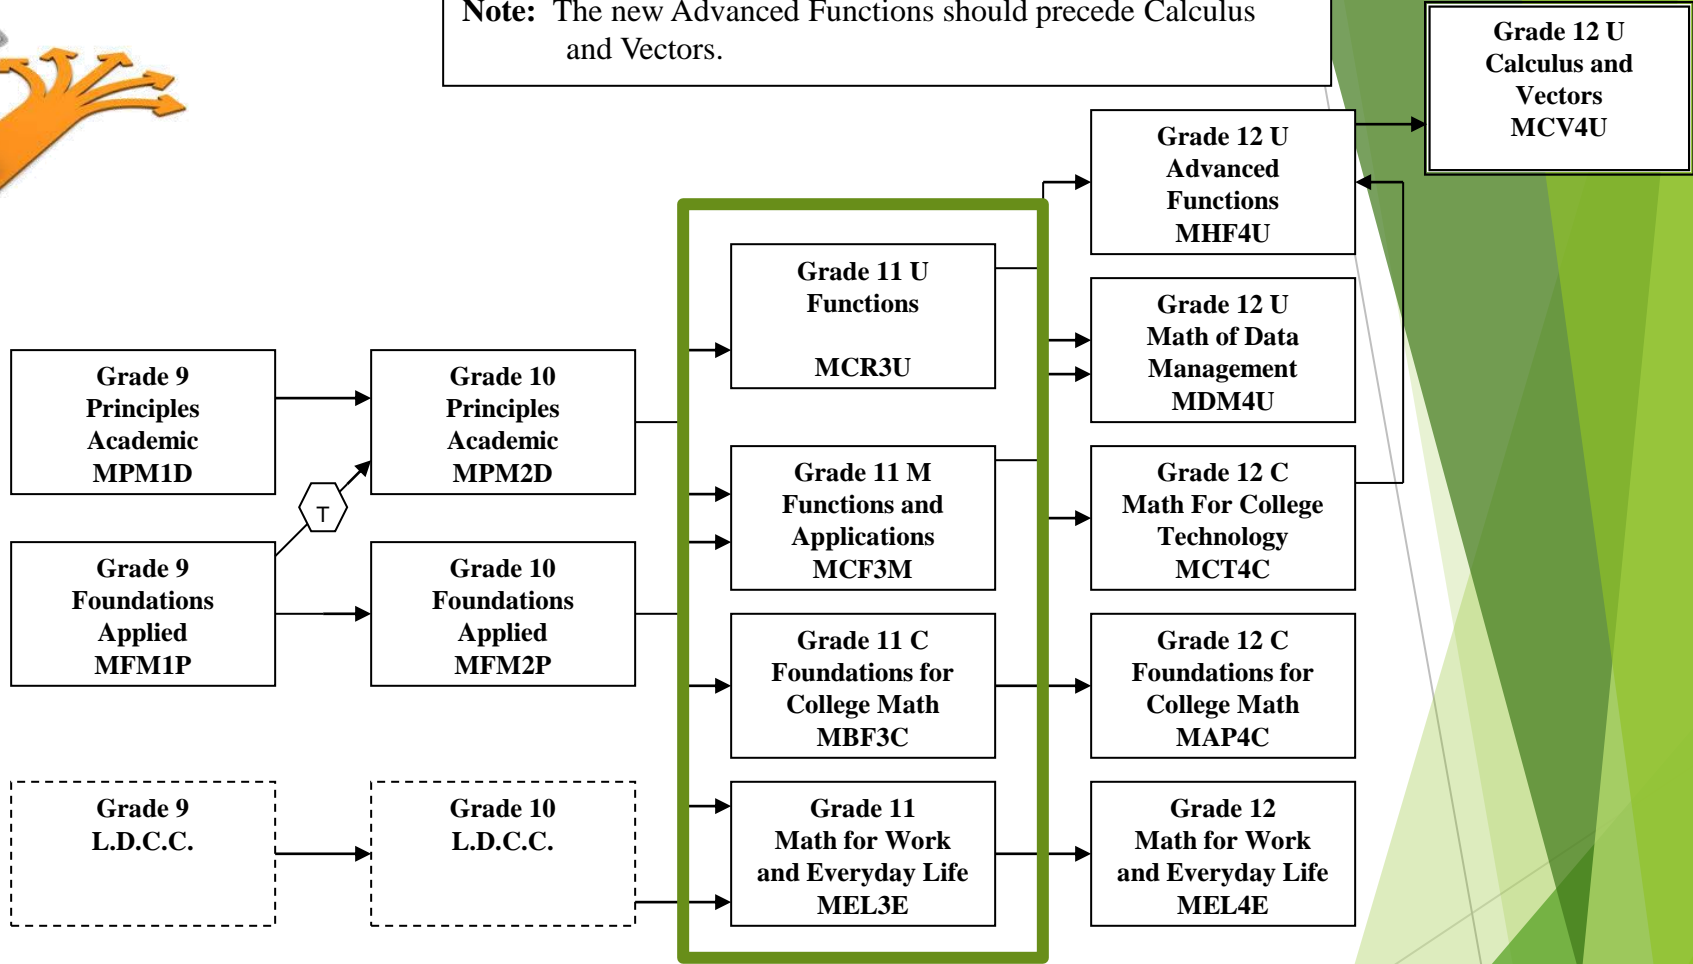 Note: The new Advanced Functions should precede Calculus
and Vectors.
Grade 12 U
Calculus and
Vectors
MCV4U
Grade 12 U
Advanced
Functions
MHF4U
Grade 11 U
Functions
MCR3U
Grade 12 U
Math of Data
Management
MDM4U
Grade 9
Principles
Academic
MPM1D
Grade 10
Principles
Academic
MPM2D
Grade 11 M
Functions and
Applications
MCF3M
Grade 12 C
Math For College
Technology
MCT4C
T
Grade 9
Foundations
Applied
MFM1P
Grade 10
Foundations
Applied
MFM2P
Grade 11 C
Foundations for
College Math
MBF3C
Grade 12 C
Foundations for
College Math
MAP4C
Grade 9
L.D.C.C.
Grade 10
L.D.C.C.
Grade 11
Math for Work
and Everyday Life
MEL3E
Grade 12
Math for Work
and Everyday Life
MEL4E